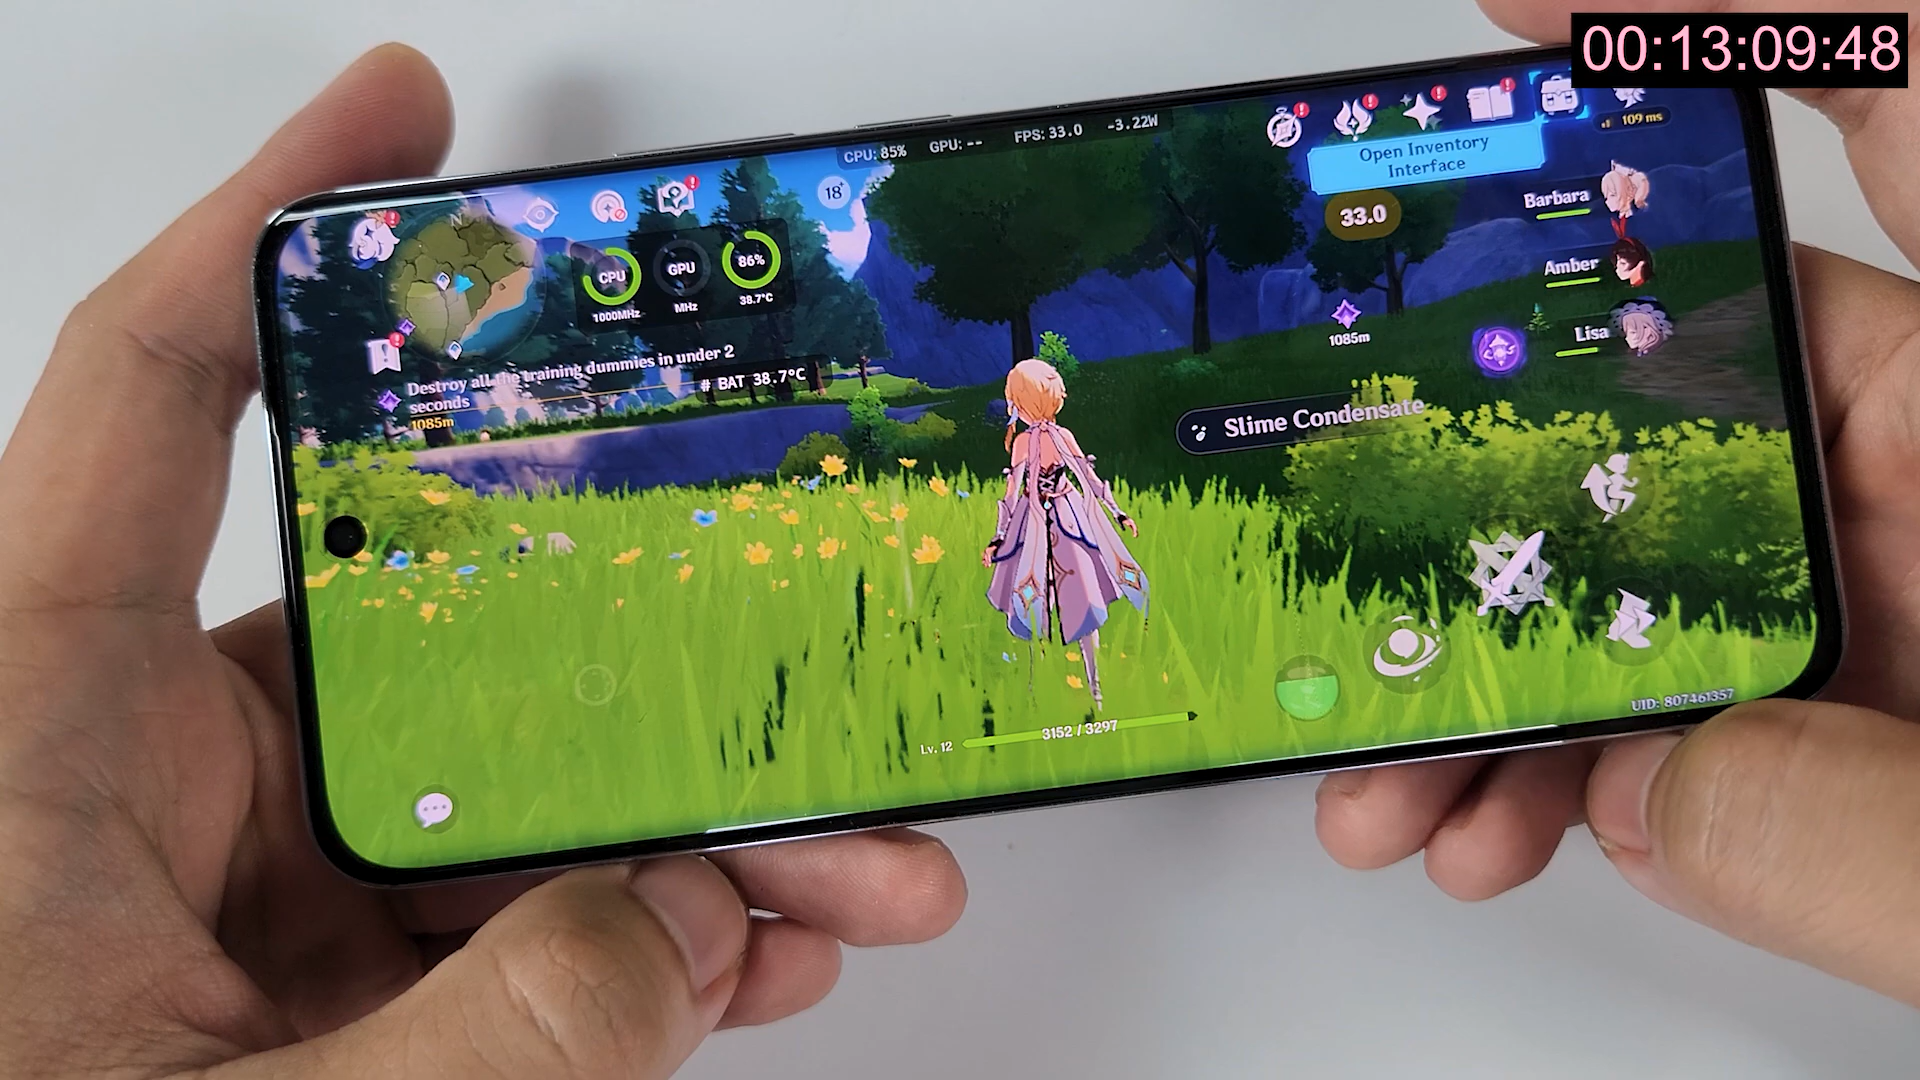 00:13:09:48
CPU: 85% GPU: -- FPS: 33.0 -3.22W
109 ms
Open Inventory
Interface
18+
33.0
N
CPU
1000MHz
GPU
MHz
86%
38.7°C
Barbara
Amber
Lisa
1085m
Destroy all the training dummies in under 2
seconds
1085m
# BAT 38.7°C
Slime Condensate
Lv. 12
3152 / 3297
UID: 807461357